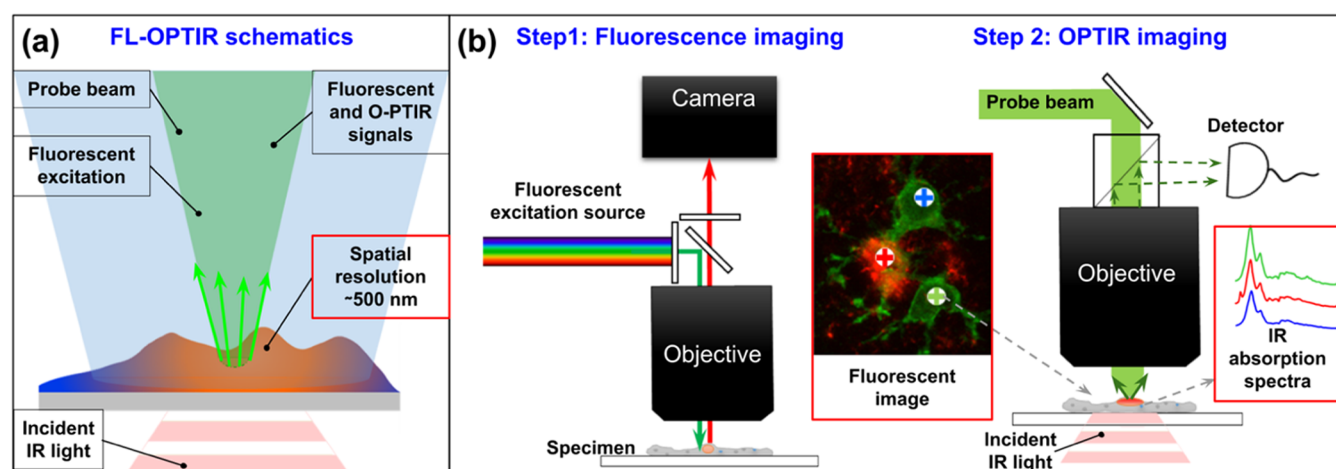 (a)
FL-OPTIR schematics
Probe beam
Fluorescent
and O-PTIR
signals
Fluorescent
excitation
Spatial
resolution
~500 nm
Incident
IR light
(b)
Step1: Fluorescence imaging
Camera
Fluorescent
excitation source
Objective
Specimen
Fluorescent
image
Step 2: OPTIR imaging
Probe beam
Detector
Objective
IR
absorption
spectra
Incident
IR light